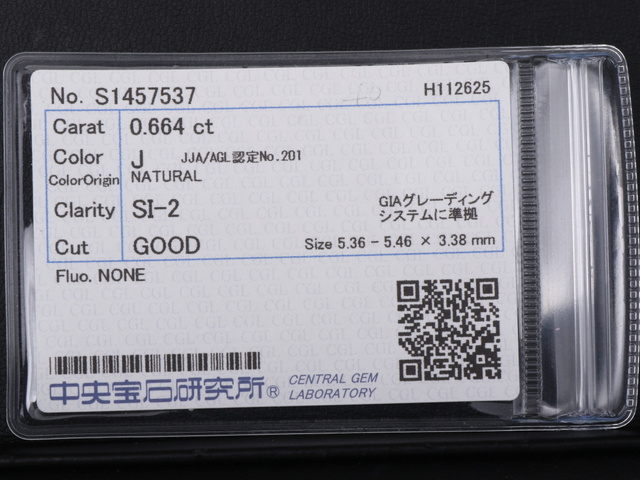 No. S1457537 H112625
Carat 0.664 ct
Color J JJA/AGL認定No.201
ColorOrigin NATURAL
Clarity SI-2 GIAグレーディング
システムに準拠
Cut GOOD Size 5.36 - 5.46 × 3.38 mm
Fluo. NONE
中央宝石研究所® CENTRAL GEM
LABORATORY